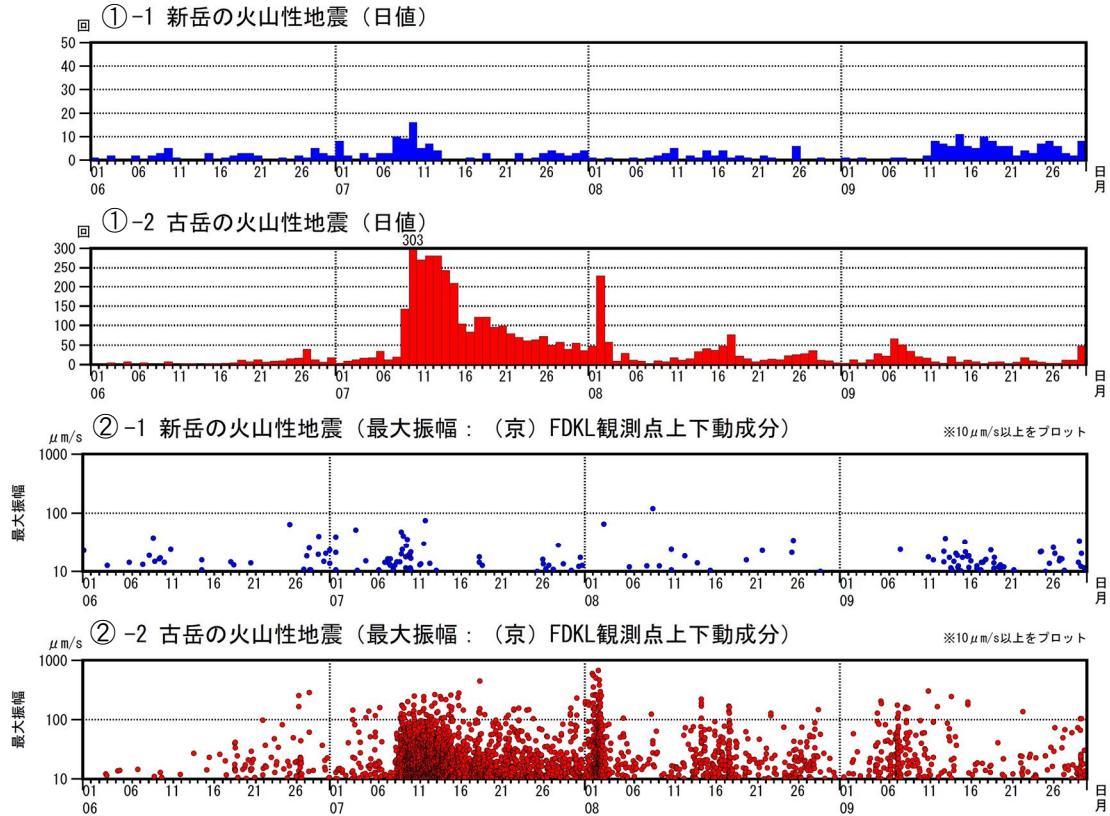 回 ①-1 新岳の火山性地震（日値）
50
40
30
20
10
0
01 06 11 16 21 26 01 06 11 16 21 26 01 06 11 16 21 26 01 06 11 16 21 26 日
06 07 08 09 月
回 ①-2 古岳の火山性地震（日値）
303
300
250
200
150
100
50
0
01 06 11 16 21 26 01 06 11 16 21 26 01 06 11 16 21 26 01 06 11 16 21 26 日
06 07 08 09 月
μm/s ②-1 新岳の火山性地震（最大振幅：（京）FDKL観測点上下動成分） ※10μm/s以上をプロット
1000
最大振幅
100
10
01 06 11 16 21 26 01 06 11 16 21 26 01 06 11 16 21 26 01 06 11 16 21 26 日
06 07 08 09 月
μm/s ②-2 古岳の火山性地震（最大振幅：（京）FDKL観測点上下動成分） ※10μm/s以上をプロット
1000
最大振幅
100
10
01 06 11 16 21 26 01 06 11 16 21 26 01 06 11 16 21 26 01 06 11 16 21 26 日
06 07 08 09 月